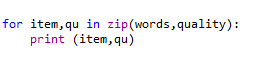 for item,qu in zip(words,quality):
    print (item,qu)